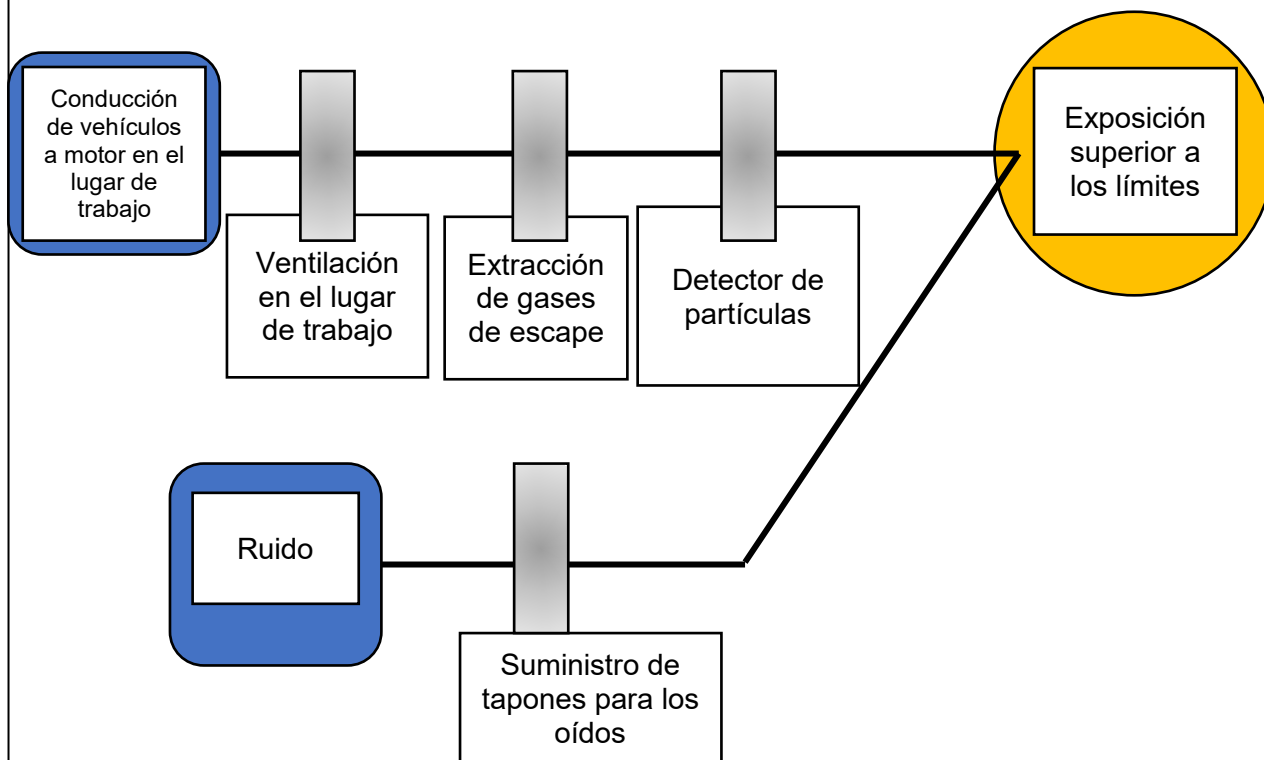 Conducción
de vehículos
a motor en el
lugar de
trabajo
Ventilación
en el lugar
de trabajo
Extracción
de gases
de escape
Detector de
partículas
Exposición
superior a
los límites
Ruido
Suministro de
tapones para los
oídos